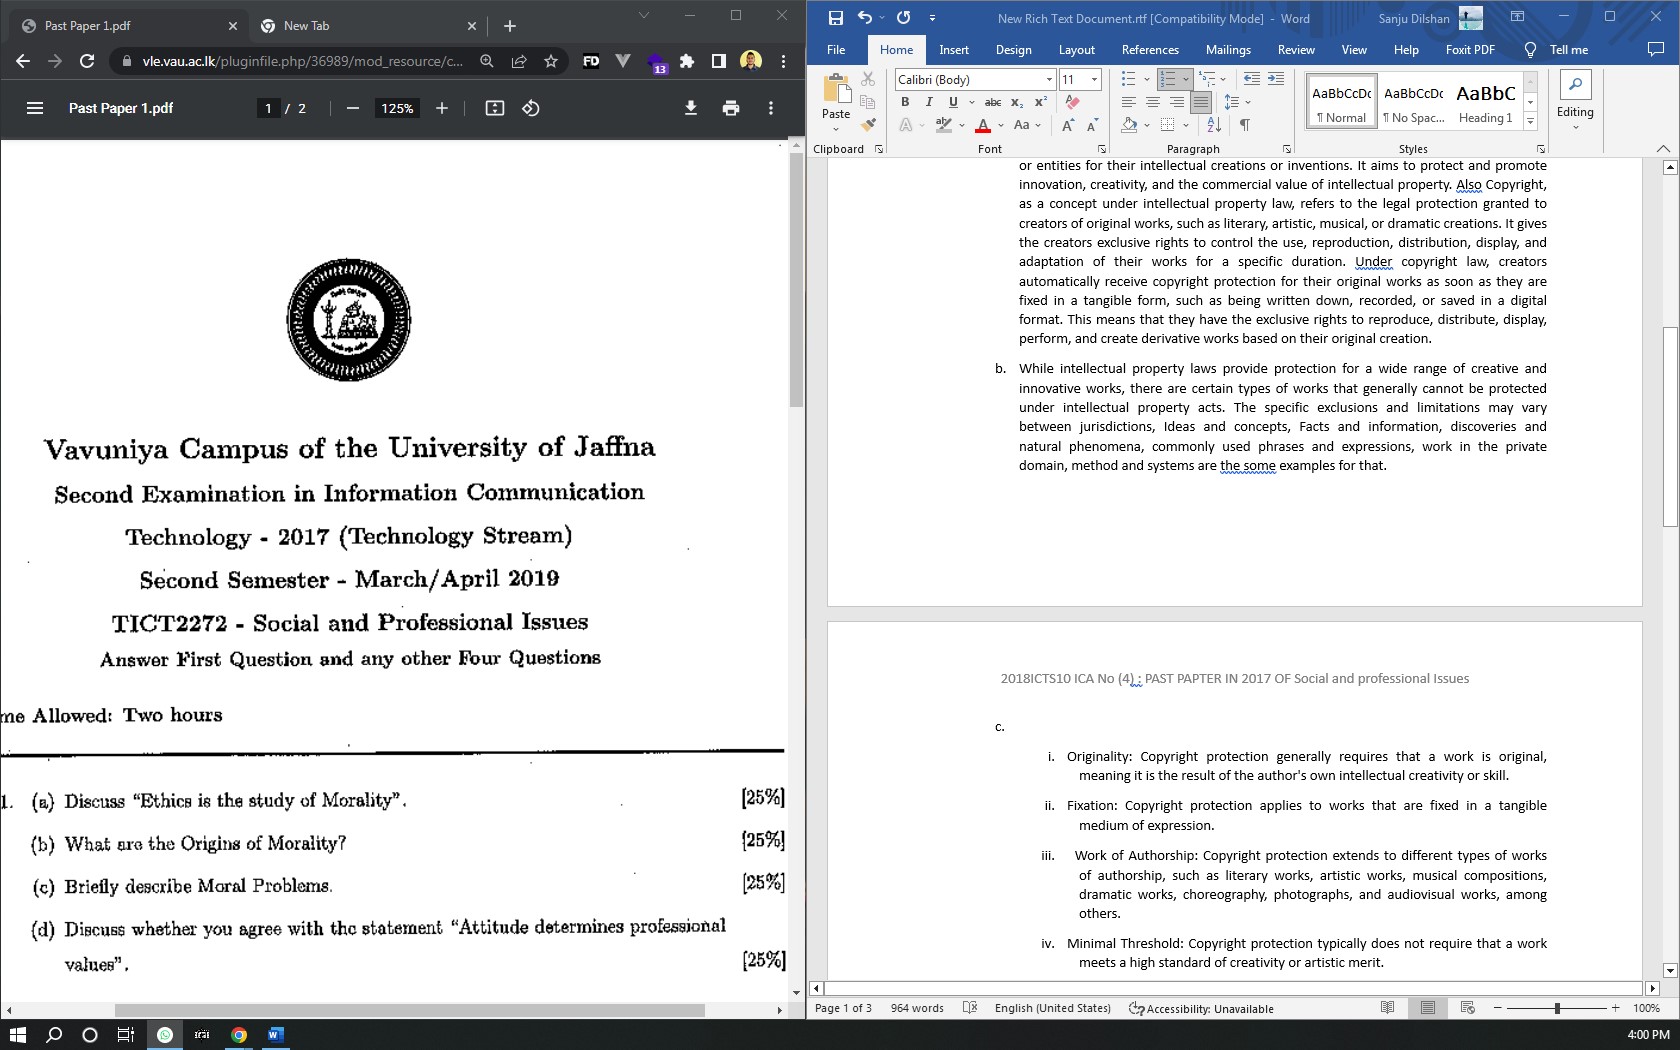 Past Paper 1.pdf
New Tab
vle.vau.ac.lk/pluginfile.php/36989/mod_resource/c...
FD
13
Past Paper 1.pdf
1 / 2
125%
Vavuniya Campus of the University of Jaffna
Second Examination in Information Communication
Technology - 2017 (Technology Stream)
Second Semester - March/April 2019
TICT2272 - Social and Professional Issues
Answer First Question and any other Four Questions
me Allowed: Two hours
1. (a) Discuss “Ethics is the study of Morality”. [25%]
(b) What are the Origins of Morality? [25%]
(c) Briefly describe Moral Problems. [25%]
(d) Discuss whether you agree with the statement “Attitude determines professional
values”. [25%]
New Rich Text Document.rtf [Compatibility Mode] - Word
Sanju Dilshan
File Home Insert Design Layout References Mailings Review View Help Foxit PDF Tell me
Paste
Clipboard
Calibri (Body) 11
B I U abc x₂ x²
A ab A Aa A A
Font
Paragraph
AaBbCcDc AaBbCcDc AaBbC
¶ Normal ¶ No Spac... Heading 1
Styles
Editing
or entities for their intellectual creations or inventions. It aims to protect and promote
innovation, creativity, and the commercial value of intellectual property. Also Copyright,
as a concept under intellectual property law, refers to the legal protection granted to
creators of original works, such as literary, artistic, musical, or dramatic creations. It gives
the creators exclusive rights to control the use, reproduction, distribution, display, and
adaptation of their works for a specific duration. Under copyright law, creators
automatically receive copyright protection for their original works as soon as they are
fixed in a tangible form, such as being written down, recorded, or saved in a digital
format. This means that they have the exclusive rights to reproduce, distribute, display,
perform, and create derivative works based on their original creation.
b. While intellectual property laws provide protection for a wide range of creative and
innovative works, there are certain types of works that generally cannot be protected
under intellectual property acts. The specific exclusions and limitations may vary
between jurisdictions, Ideas and concepts, Facts and information, discoveries and
natural phenomena, commonly used phrases and expressions, work in the private
domain, method and systems are the some examples for that.
2018ICTS10 ICA No (4) : PAST PAPTER IN 2017 OF Social and professional Issues
c.
i. Originality: Copyright protection generally requires that a work is original,
meaning it is the result of the author's own intellectual creativity or skill.
ii. Fixation: Copyright protection applies to works that are fixed in a tangible
medium of expression.
iii. Work of Authorship: Copyright protection extends to different types of works
of authorship, such as literary works, artistic works, musical compositions,
dramatic works, choreography, photographs, and audiovisual works, among
others.
iv. Minimal Threshold: Copyright protection typically does not require that a work
meets a high standard of creativity or artistic merit.
Page 1 of 3 964 words English (United States) Accessibility: Unavailable 100%
4:00 PM